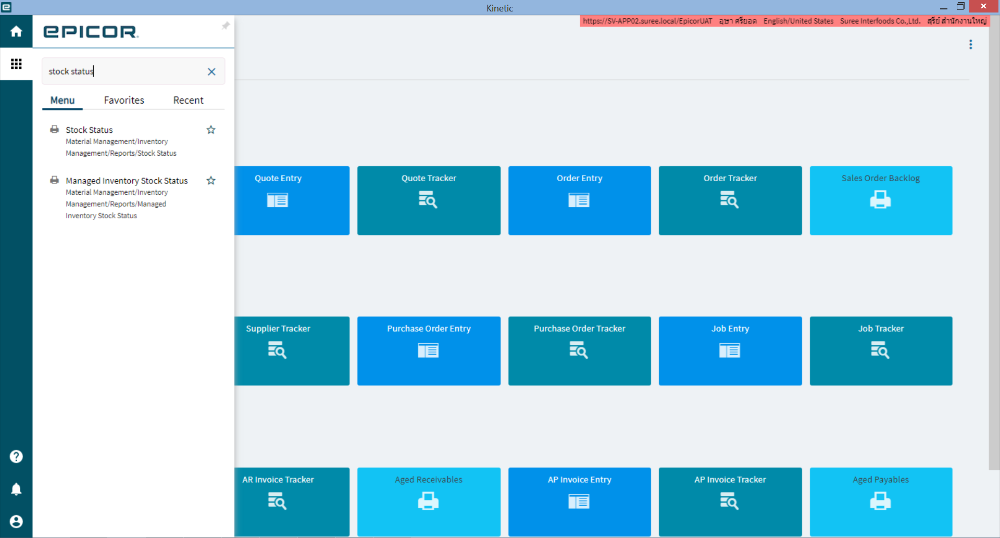 Kinetic
https://SV-APP02.suree.local/EpicorUAT อุษา ศรียอด English/United States Suree Interfoods Co.,Ltd. สุรีย์ สำนักงานใหญ่
EPICOR
stock status
Menu Favorites Recent
Stock Status
Material Management/Inventory
Management/Reports/Stock Status
Managed Inventory Stock Status
Material Management/Inventory
Management/Reports/Managed
Inventory Stock Status
Quote Entry Quote Tracker Order Entry Order Tracker Sales Order Backlog
Supplier Tracker Purchase Order Entry Purchase Order Tracker Job Entry Job Tracker
AR Invoice Tracker Aged Receivables AP Invoice Entry AP Invoice Tracker Aged Payables